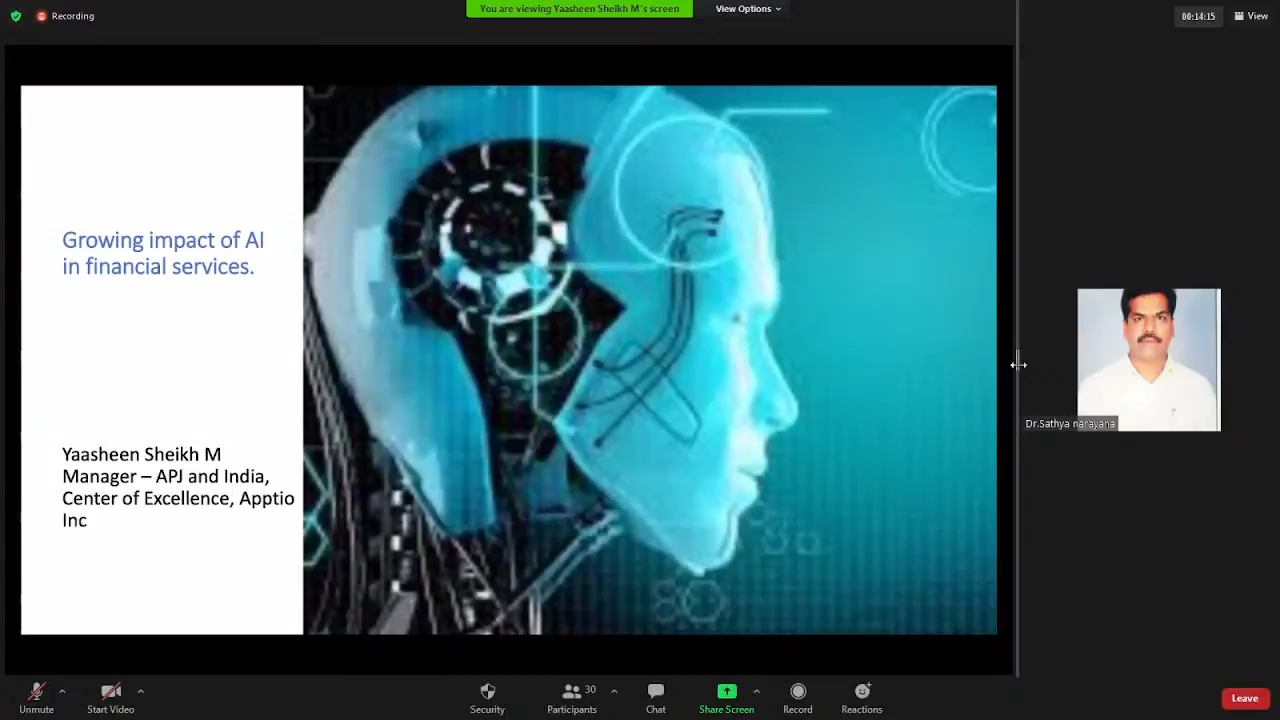 Recording
You are viewing Yaasheen Sheikh M's screen
View Options
00:14:15
View
Growing impact of AI
in financial services.
Yaasheen Sheikh M
Manager – APJ and India,
Center of Excellence, Apptio
Inc
Dr.Sathya narayana
Unmute
Start Video
Security
30
Participants
Chat
Share Screen
Record
Reactions
Leave